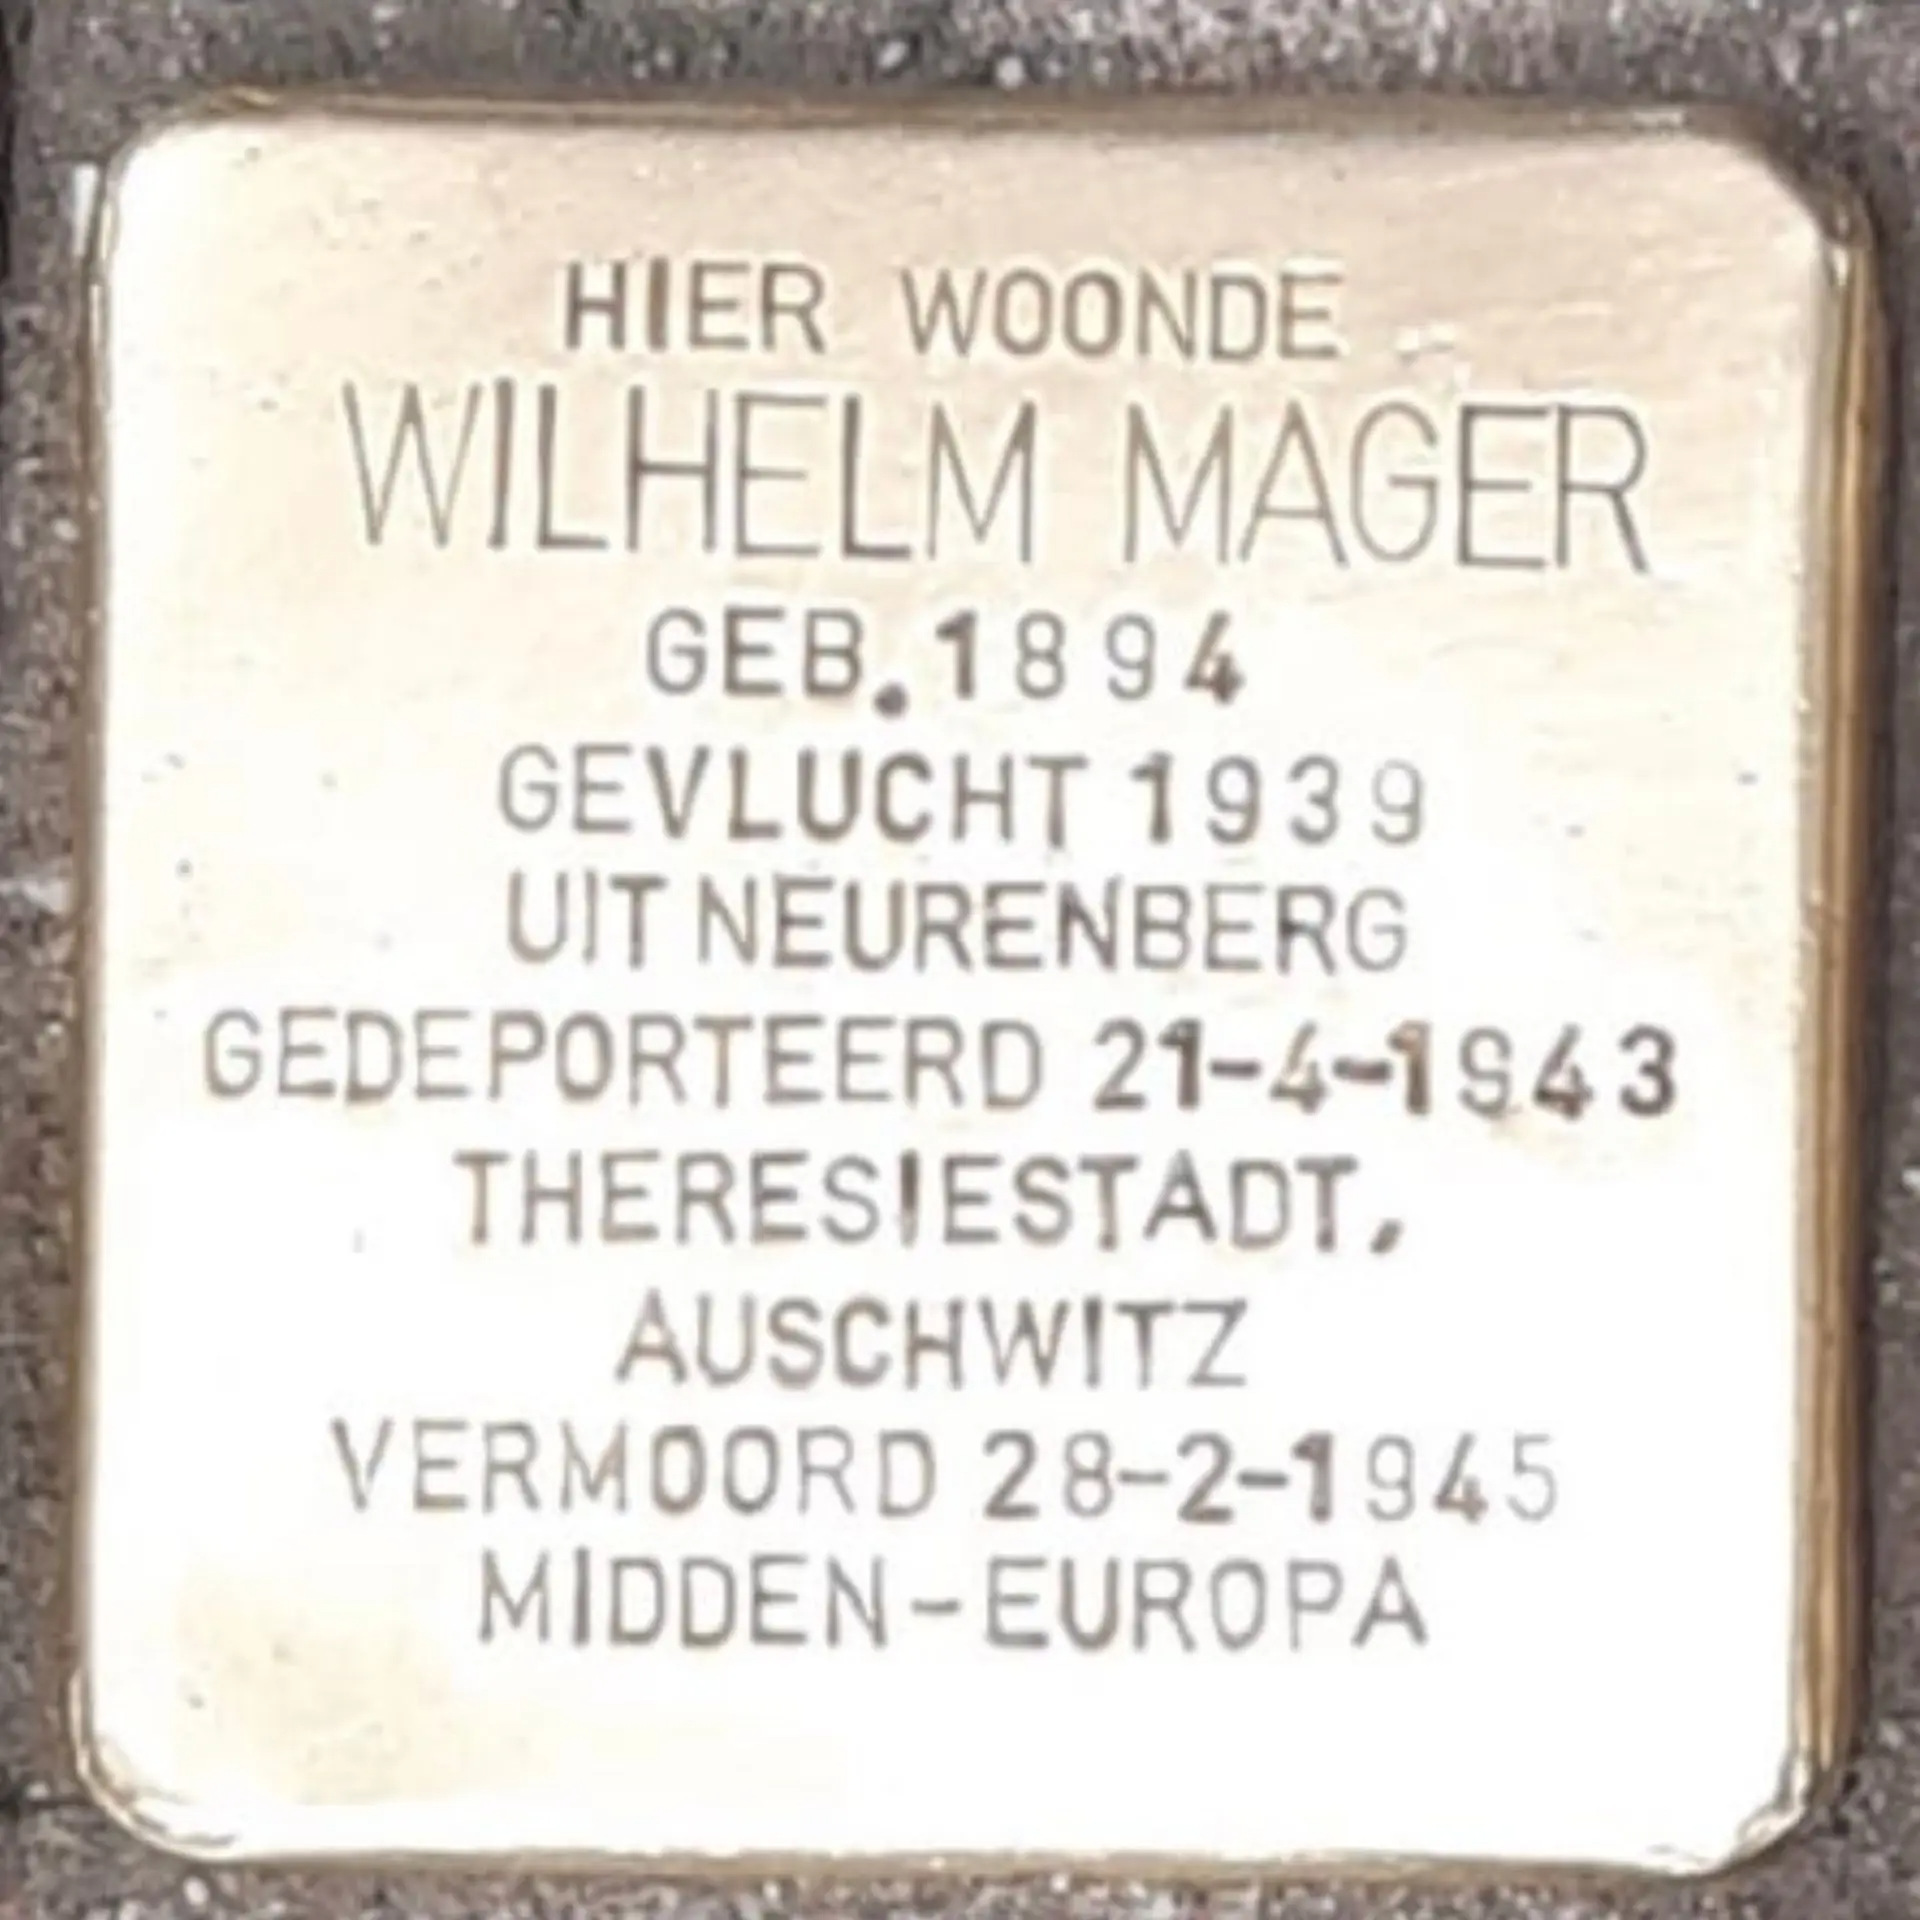 HIER WOONDE
WILHELM MAGER
GEB. 1894
GEVLUCHT 1939
UIT NEURENBERG
GEDEPORTEERD 21-4-1943
THERESIESTADT,
AUSCHWITZ
VERMOORD 28-2-1945
MIDDEN-EUROPA